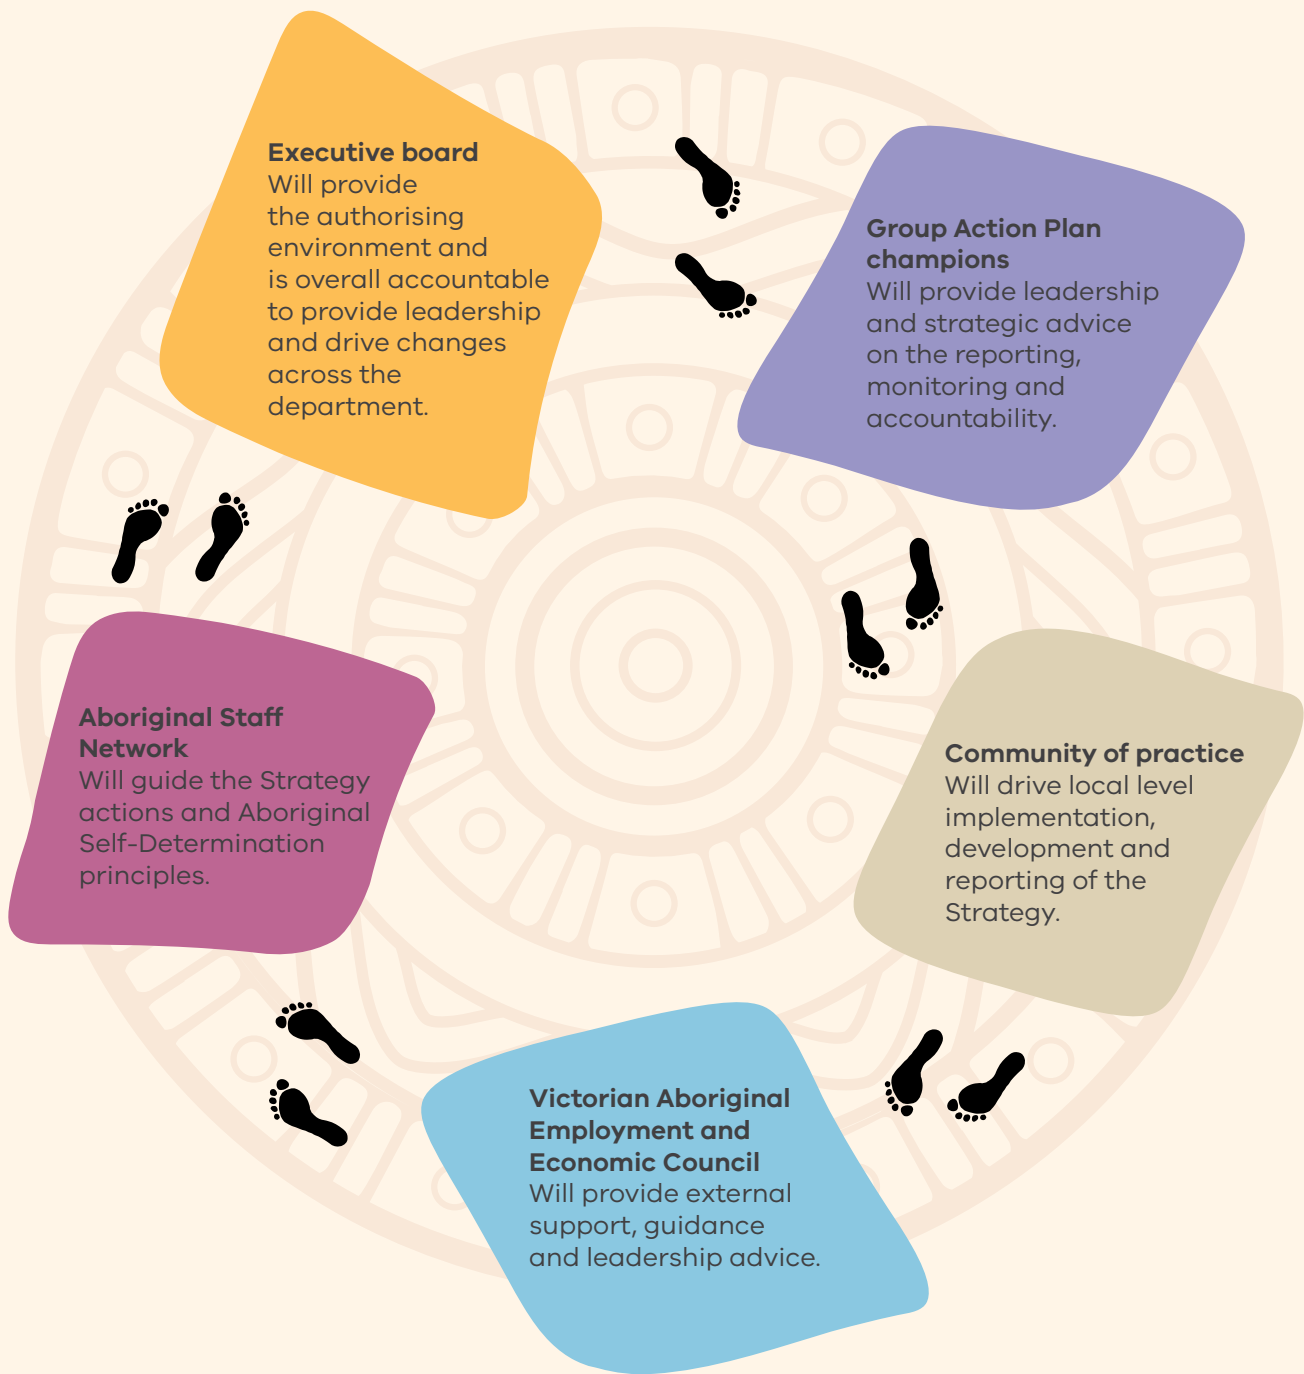 Executive board
Will provide
the authorising
environment and
is overall accountable
to provide leadership
and drive changes
across the
department.
Group Action Plan
champions
Will provide leadership
and strategic advice
on the reporting,
monitoring and
accountability.
Community of practice
Will drive local level
implementation,
development and
reporting of the
Strategy.
Victorian Aboriginal
Employment and
Economic Council
Will provide external
support, guidance
and leadership advice.
Aboriginal Staff
Network
Will guide the Strategy
actions and Aboriginal
Self-Determination
principles.